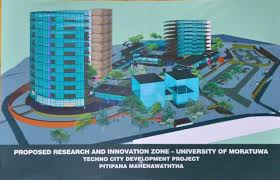 PROPOSED RESEARCH AND INNOVATION ZONE – UNIVERSITY OF MORATUWA
TECHNO CITY DEVELOPMENT PROJECT
PITIPANA MAHENAWATHTHA